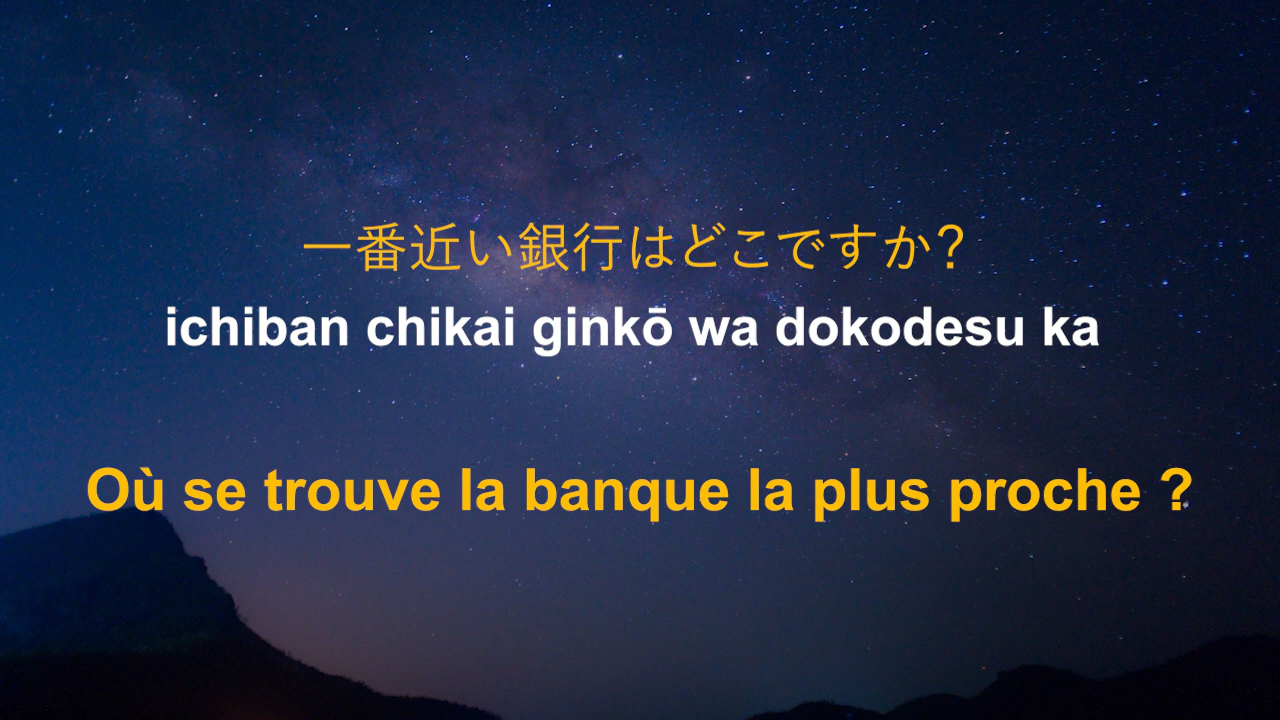 一番近い銀行はどこですか?
ichiban chikai ginkō wa dokodesu ka
Où se trouve la banque la plus proche ?